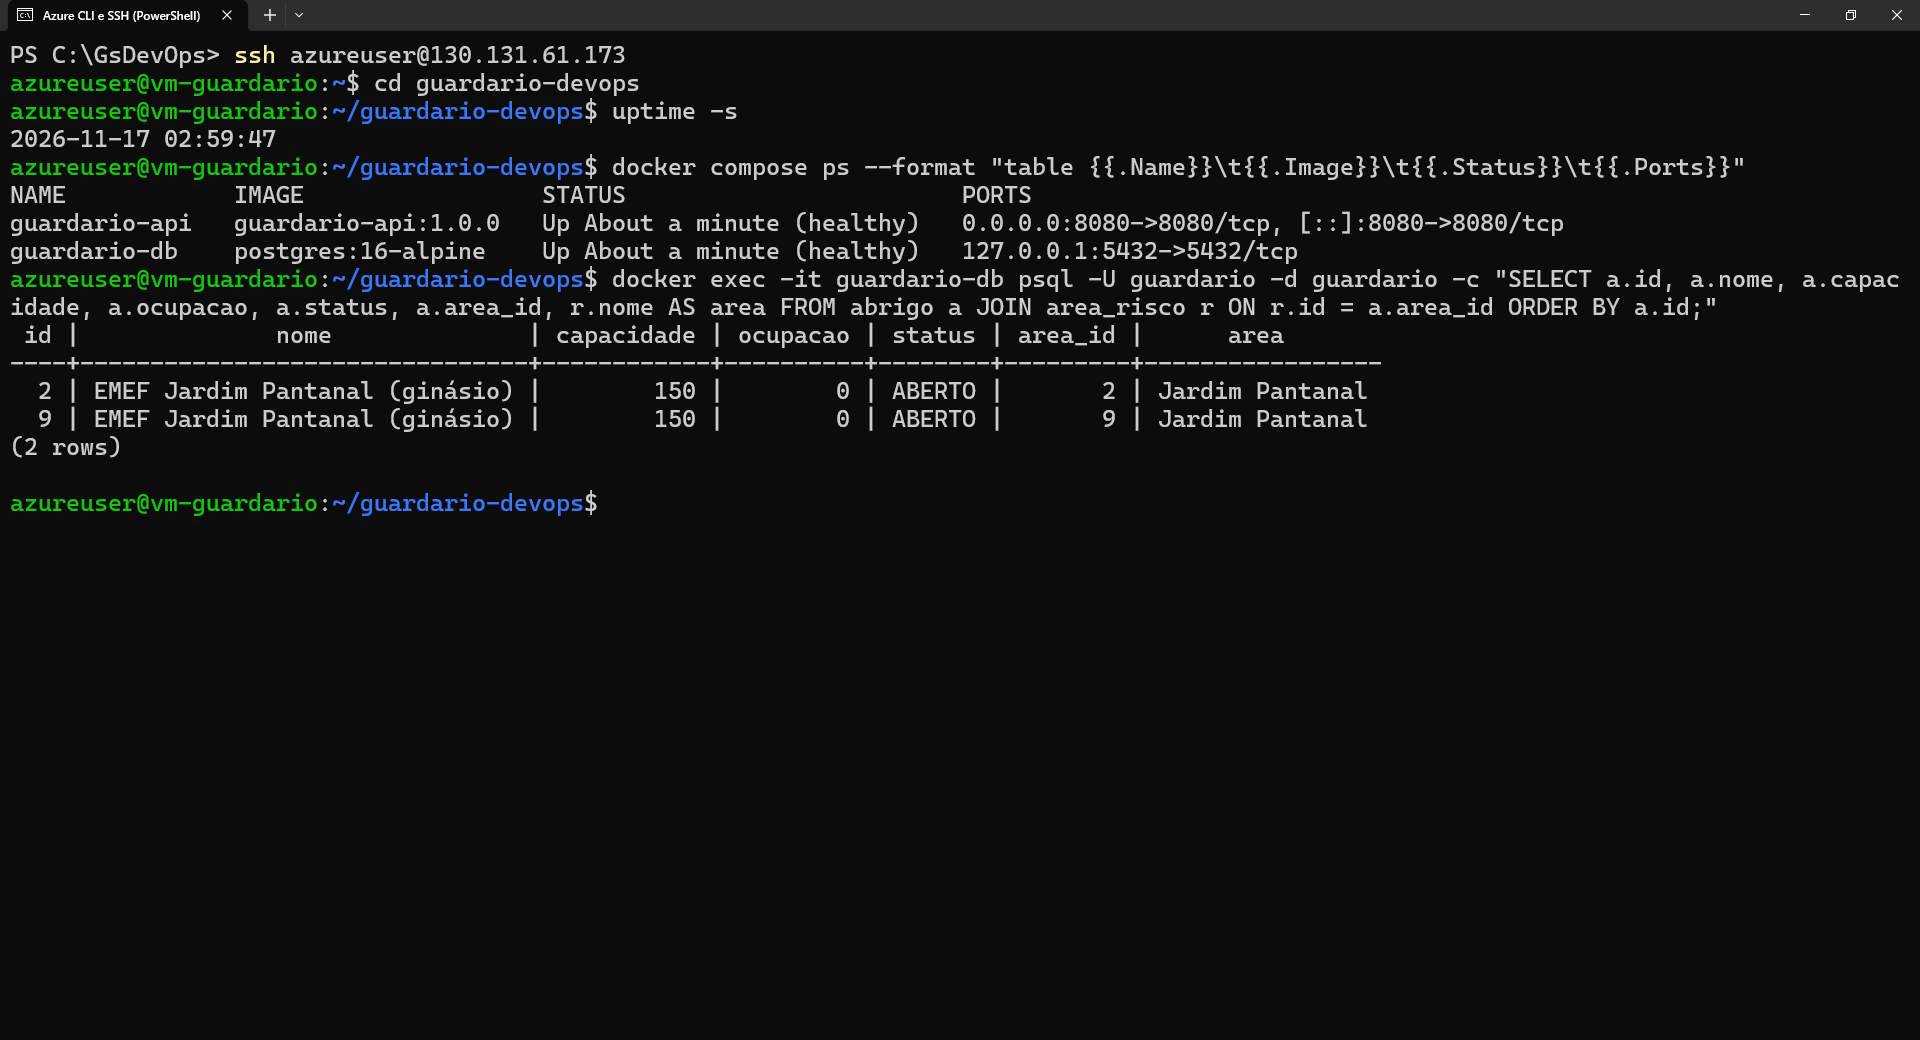 Azure CLI e SSH (PowerShell)
PS C:\GsDevOps> ssh azureuser@130.131.61.173
azureuser@vm-guardario:~$ cd guardario-devops
azureuser@vm-guardario:~/guardario-devops$ uptime -s
2026-11-17 02:59:47
azureuser@vm-guardario:~/guardario-devops$ docker compose ps --format "table {{.Name}}\t{{.Image}}\t{{.Status}}\t{{.Ports}}"
NAME            IMAGE                 STATUS                        PORTS
guardario-api   guardario-api:1.0.0   Up About a minute (healthy)   0.0.0.0:8080->8080/tcp, [::]:8080->8080/tcp
guardario-db    postgres:16-alpine    Up About a minute (healthy)   127.0.0.1:5432->5432/tcp
azureuser@vm-guardario:~/guardario-devops$ docker exec -it guardario-db psql -U guardario -d guardario -c "SELECT a.id, a.nome, a.capac
idade, a.ocupacao, a.status, a.area_id, r.nome AS area FROM abrigo a JOIN area_risco r ON r.id = a.area_id ORDER BY a.id;"
 id |              nome              | capacidade | ocupacao | status | area_id |      area
----+--------------------------------+------------+----------+--------+---------+-----------------
  2 | EMEF Jardim Pantanal (ginásio) |        150 |        0 | ABERTO |       2 | Jardim Pantanal
  9 | EMEF Jardim Pantanal (ginásio) |        150 |        0 | ABERTO |       9 | Jardim Pantanal
(2 rows)
azureuser@vm-guardario:~/guardario-devops$